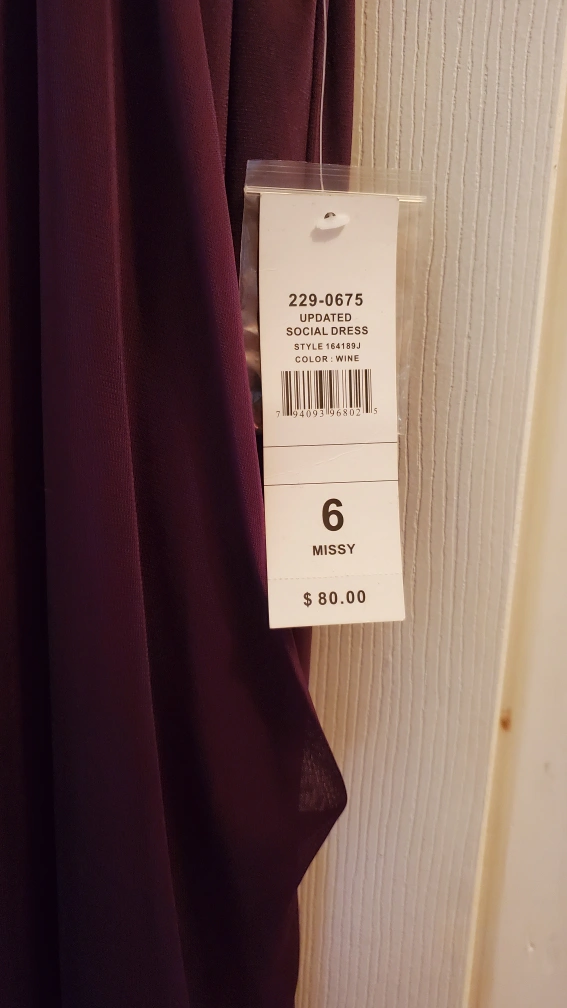 229-0675
UPDATED
SOCIAL DRESS
STYLE 164189J
COLOR : WINE
7 94093 96802 5
6
MISSY
$ 80.00